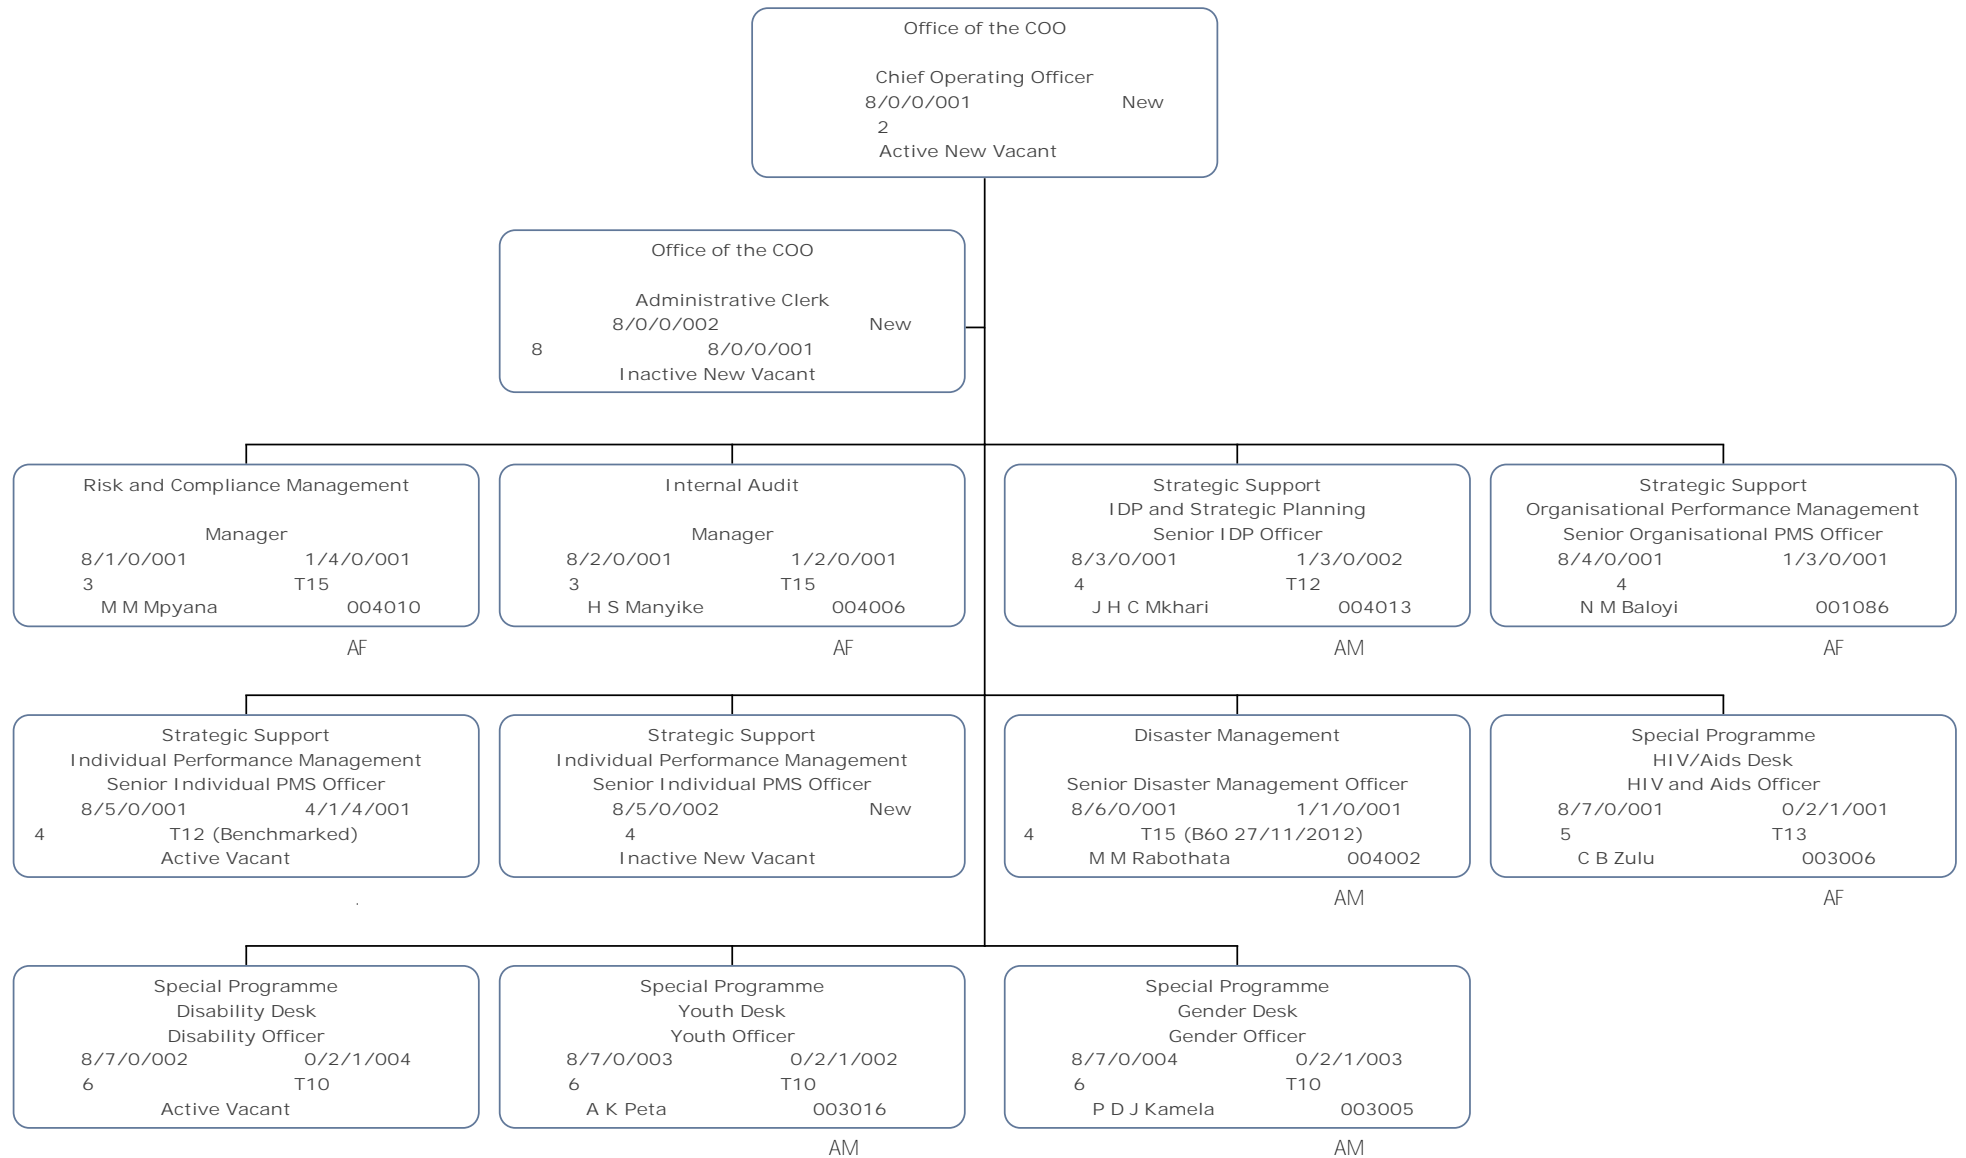 Office of the COO
Chief Operating Officer
8/0/0/001 New
2
Active New Vacant
Office of the COO
Administrative Clerk
8/0/0/002 New
8 8/0/0/001
Inactive New Vacant
Risk and Compliance Management
Manager
8/1/0/001 1/4/0/001
3 T15
M M Mpyana 004010
AF
Internal Audit
Manager
8/2/0/001 1/2/0/001
3 T15
H S Manyike 004006
AF
Strategic Support
IDP and Strategic Planning
Senior IDP Officer
8/3/0/001 1/3/0/002
4 T12
J H C Mkhari 004013
AM
Strategic Support
Organisational Performance Management
Senior Organisational PMS Officer
8/4/0/001 1/3/0/001
4
N M Baloyi 001086
AF
Strategic Support
Individual Performance Management
Senior Individual PMS Officer
8/5/0/001 4/1/4/001
4 T12 (Benchmarked)
Active Vacant
.
Strategic Support
Individual Performance Management
Senior Individual PMS Officer
8/5/0/002 New
4
Inactive New Vacant
Disaster Management
Senior Disaster Management Officer
8/6/0/001 1/1/0/001
4 T15 (B60 27/11/2012)
M M Rabothata 004002
AM
Special Programme
HIV/Aids Desk
HIV and Aids Officer
8/7/0/001 0/2/1/001
5 T13
C B Zulu 003006
AF
Special Programme
Disability Desk
Disability Officer
8/7/0/002 0/2/1/004
6 T10
Active Vacant
Special Programme
Youth Desk
Youth Officer
8/7/0/003 0/2/1/002
6 T10
A K Peta 003016
AM
Special Programme
Gender Desk
Gender Officer
8/7/0/004 0/2/1/003
6 T10
P D J Kamela 003005
AM